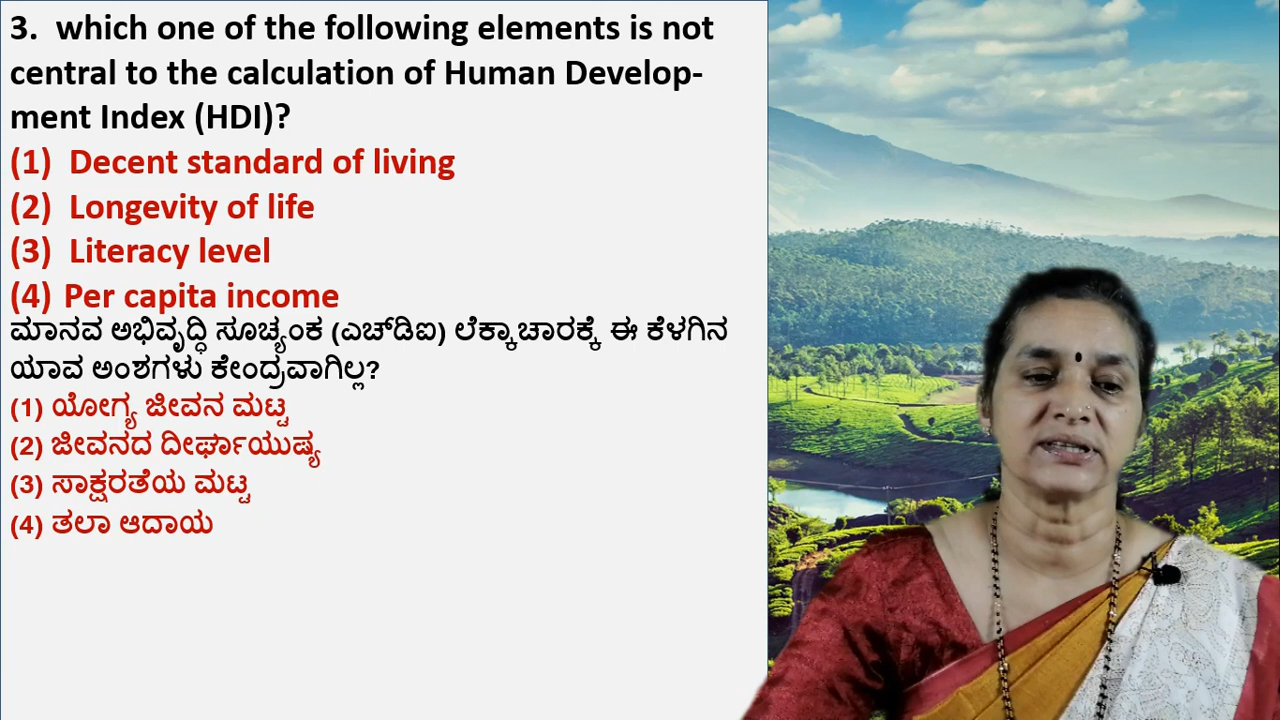 3. which one of the following elements is not
central to the calculation of Human Develop-
ment Index (HDI)?
(1) Decent standard of living
(2) Longevity of life
(3) Literacy level
(4) Per capita income
ಮಾನವ ಅಭಿವೃದ್ಧಿ ಸೂಚ್ಯಂಕ (ಎಚ್‌ಡಿಐ) ಲೆಕ್ಕಾಚಾರಕ್ಕೆ ಈ ಕೆಳಗಿನ
ಯಾವ ಅಂಶಗಳು ಕೇಂದ್ರವಾಗಿಲ್ಲ?
(1) ಯೋಗ್ಯ ಜೀವನ ಮಟ್ಟ
(2) ಜೀವನದ ದೀರ್ಘಾಯುಷ್ಯ
(3) ಸಾಕ್ಷರತೆಯ ಮಟ್ಟ
(4) ತಲಾ ಆದಾಯ